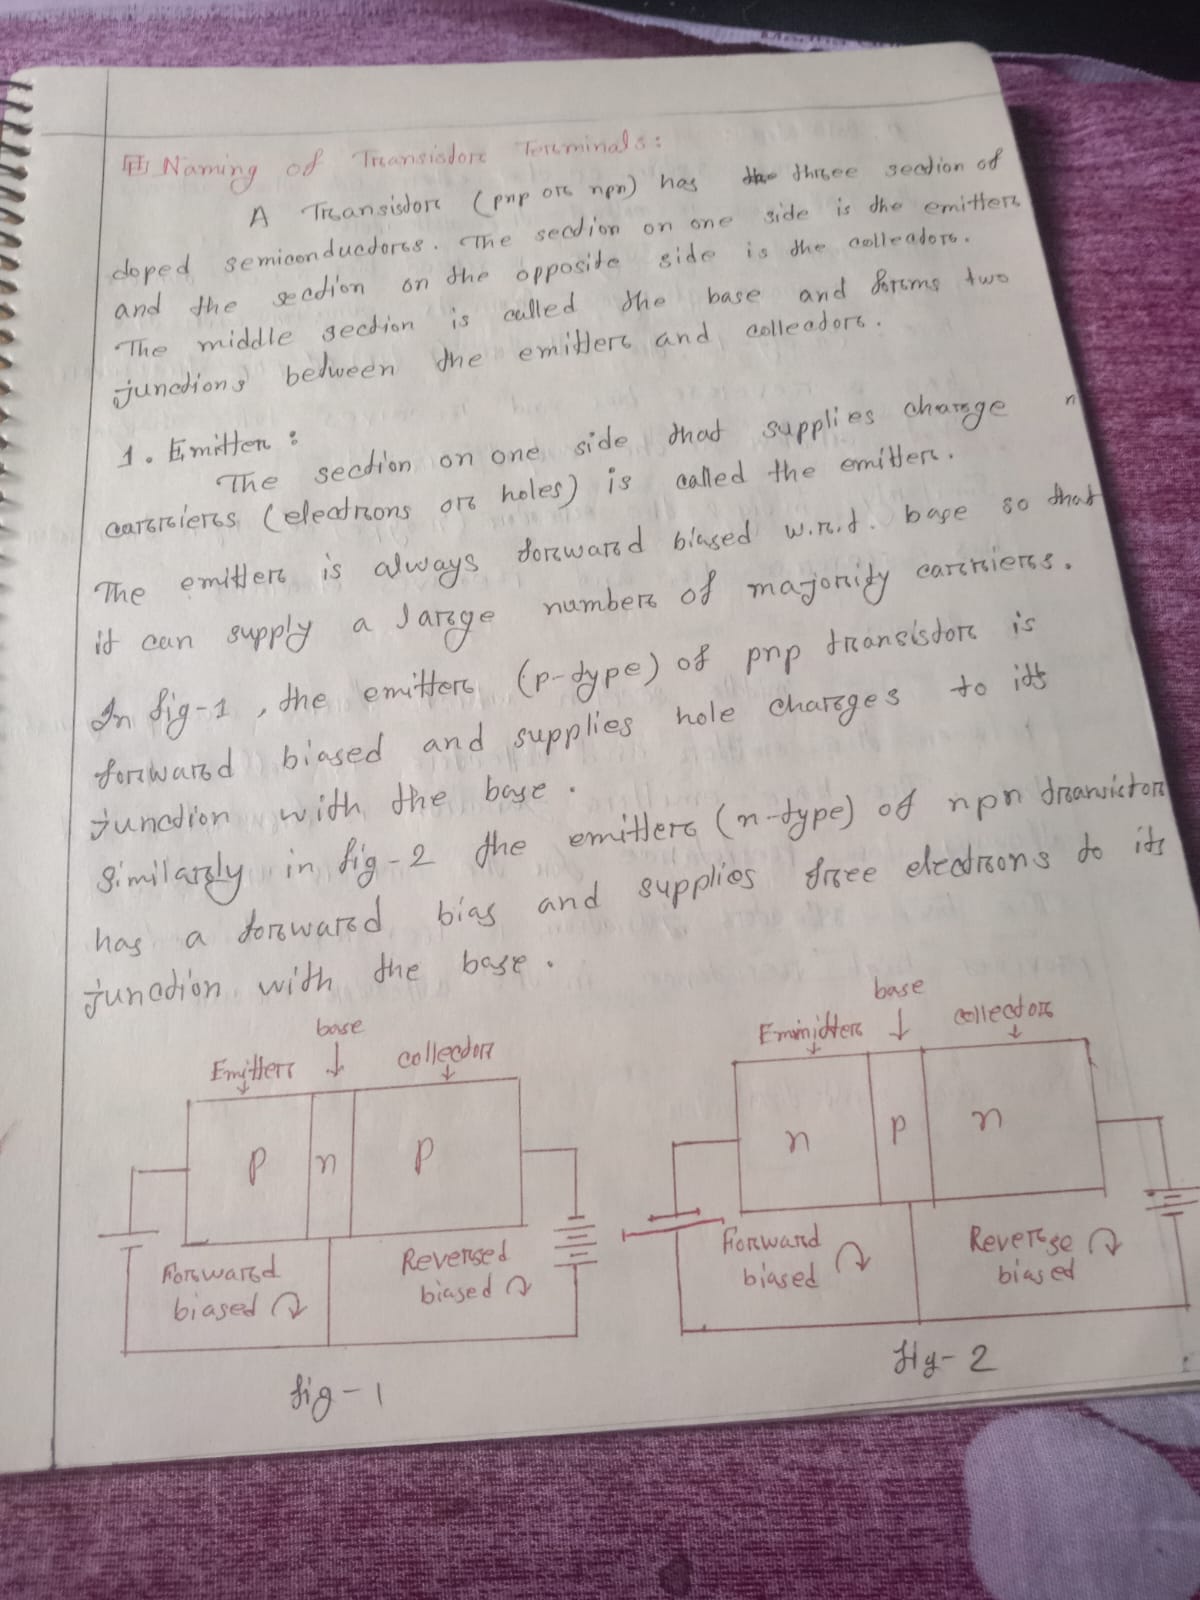 Naming of Transistor Terminals:
A Transistor (pnp or npn) has three section of
doped semiconductors. The section on one side is the emitter
and the section on the opposite side is the collector.
The middle section is called the base and forms two
junctions between the emitter and collector.
1. Emitter:
The section on one side that supplies charge
carriers (electrons or holes) is called the emitter.
The emitter is always forward biased w.r.t. base so that
it can supply a large number of majority carriers.
In fig-1, the emitter (p-type) of pnp transistor is
forward biased and supplies hole charges to its
junction with the base.
Similarly in fig-2 the emitter (n-type) of npn transistor
has a forward bias and supplies free electrons to its
junction with the base.
base
Emitter ↓ collector
p n p
Forward
biased
Reversed
biased
fig-1
base
Emmitter ↓ collector
n p n
Forward
biased
Reverse
biased
fig-2